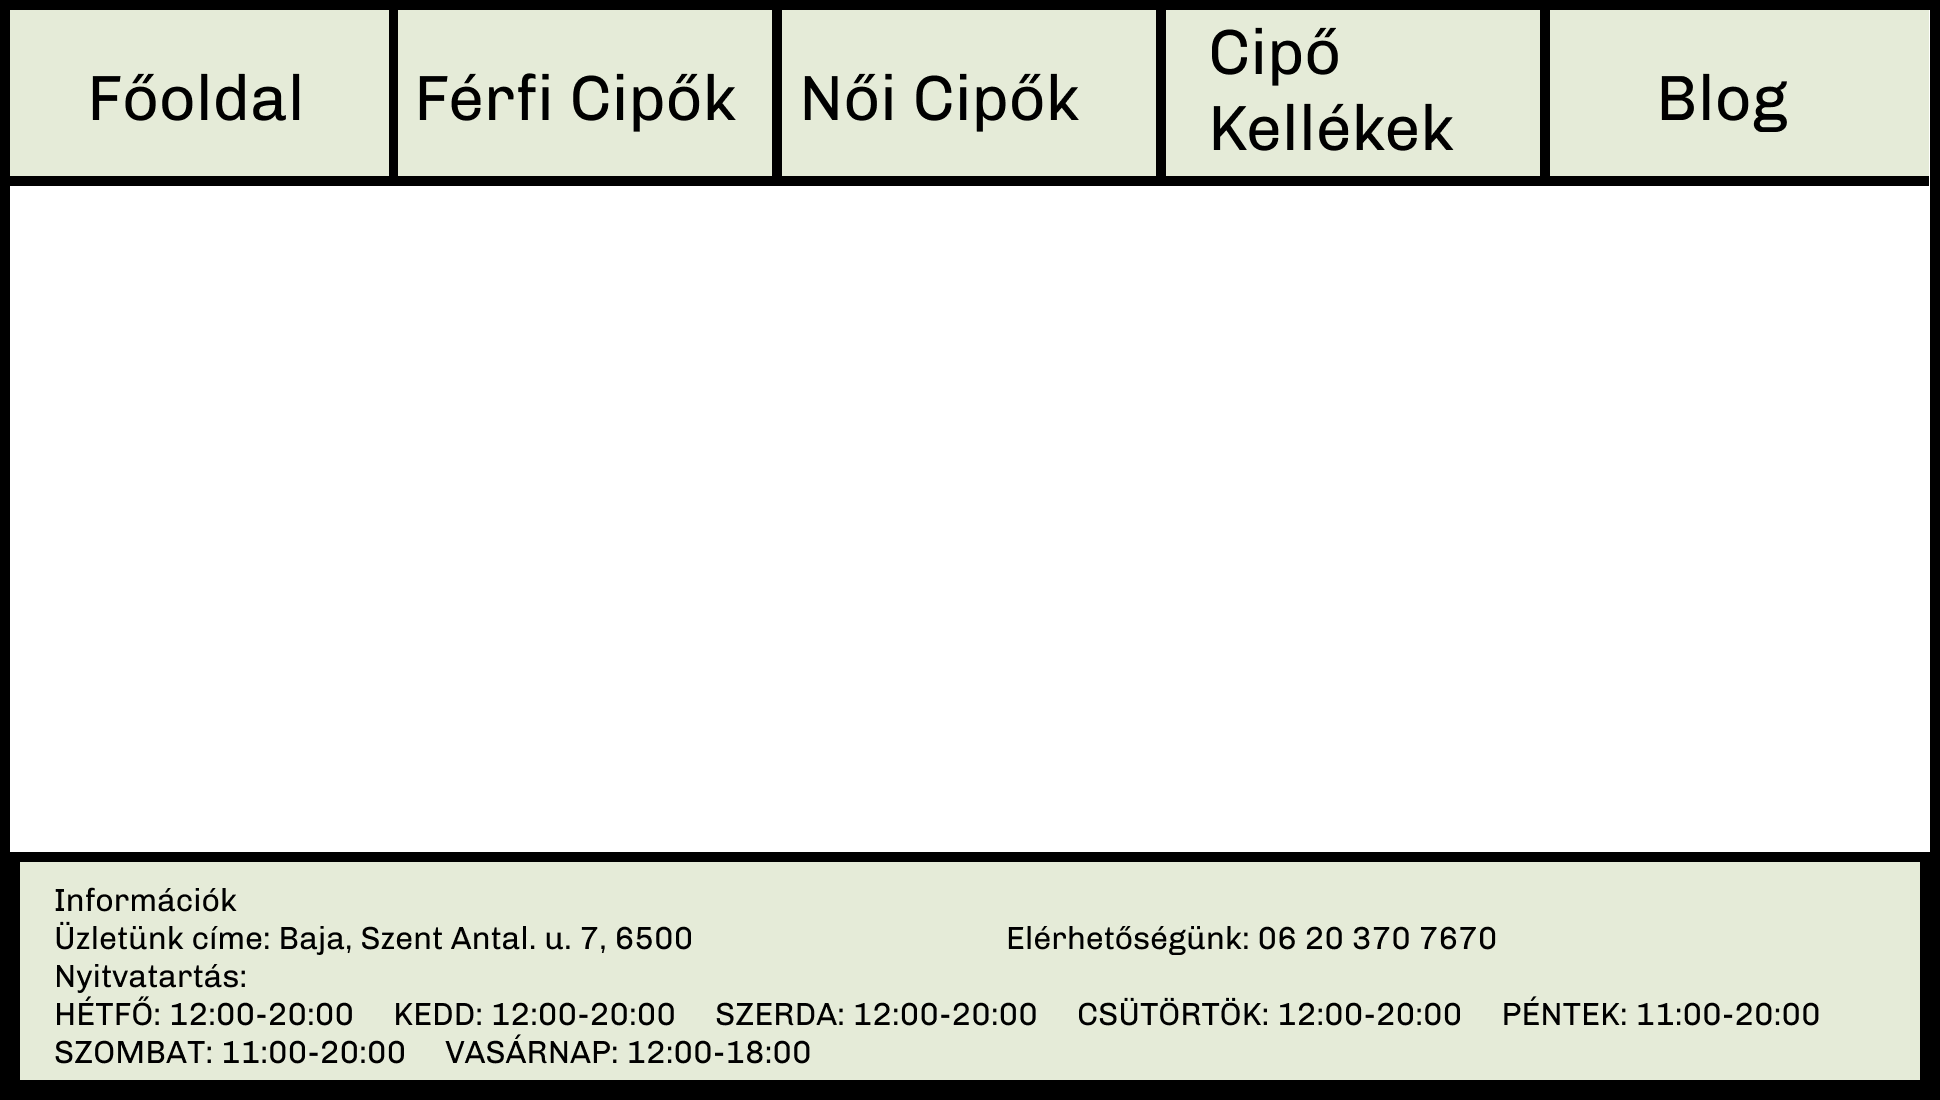 Főoldal
Férfi Cipők
Női Cipők
Cipő
Kellékek
Blog
Információk
Üzletünk címe: Baja, Szent Antal. u. 7, 6500 Elérhetőségünk: 06 20 370 7670
Nyitvatartás:
HÉTFŐ: 12:00-20:00 KEDD: 12:00-20:00 SZERDA: 12:00-20:00 CSÜTÖRTÖK: 12:00-20:00 PÉNTEK: 11:00-20:00
SZOMBAT: 11:00-20:00 VASÁRNAP: 12:00-18:00